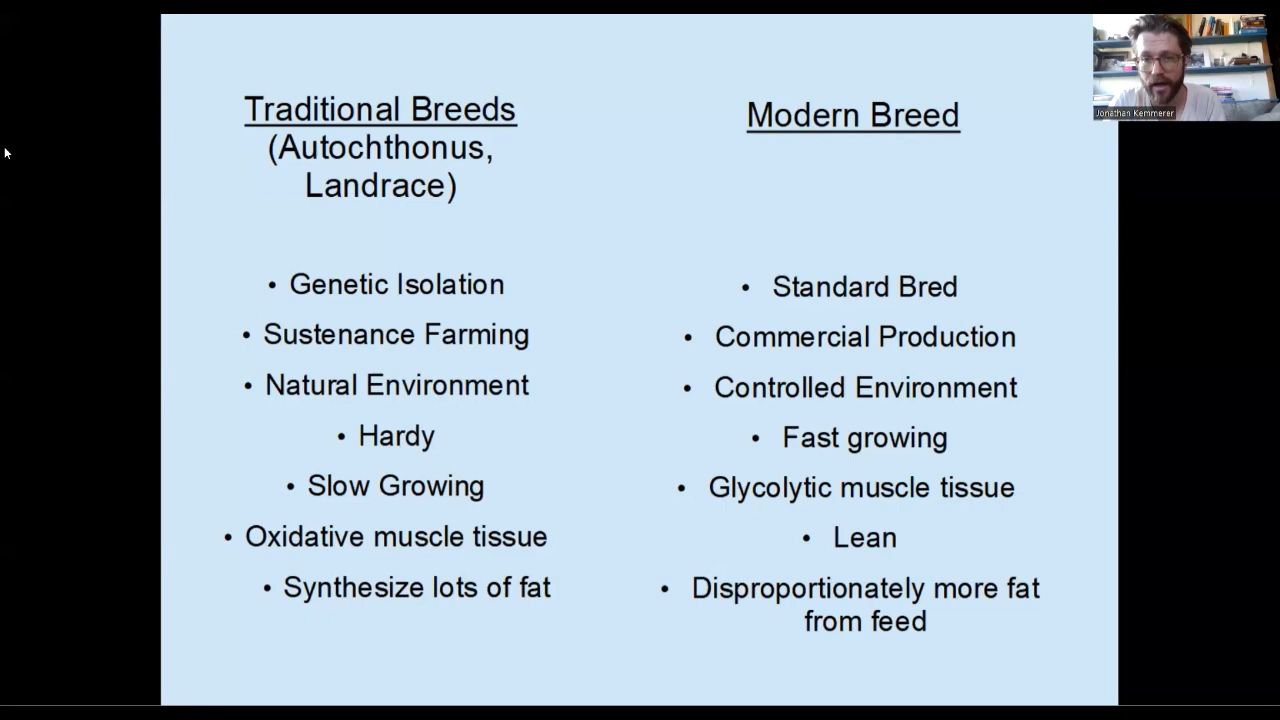 Traditional Breeds
(Autochthonus,
Landrace)
• Genetic Isolation
• Sustenance Farming
• Natural Environment
• Hardy
• Slow Growing
• Oxidative muscle tissue
• Synthesize lots of fat
Modern Breed
• Standard Bred
• Commercial Production
• Controlled Environment
• Fast growing
• Glycolytic muscle tissue
• Lean
• Disproportionately more fat
from feed
Jonathan Kemmerer